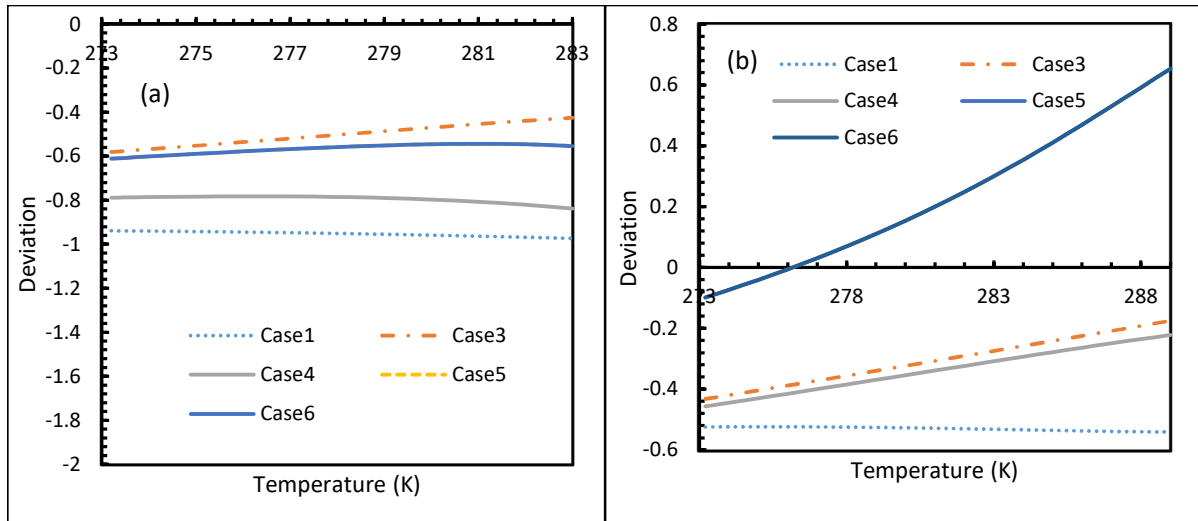 0
273 275 277 279 281 283
-0.2
(a)
-0.4
-0.6
-0.8
-1
-1.2
-1.4
-1.6
-1.8
-2
Deviation
Case1 Case3
Case4 Case5
Case6
Temperature (K)
0.8
(b)
Case1 Case3
0.6
Case4 Case5
Case6
0.4
0.2
0
273 278 283 288
-0.2
-0.4
-0.6
Deviation
Temperature (K)